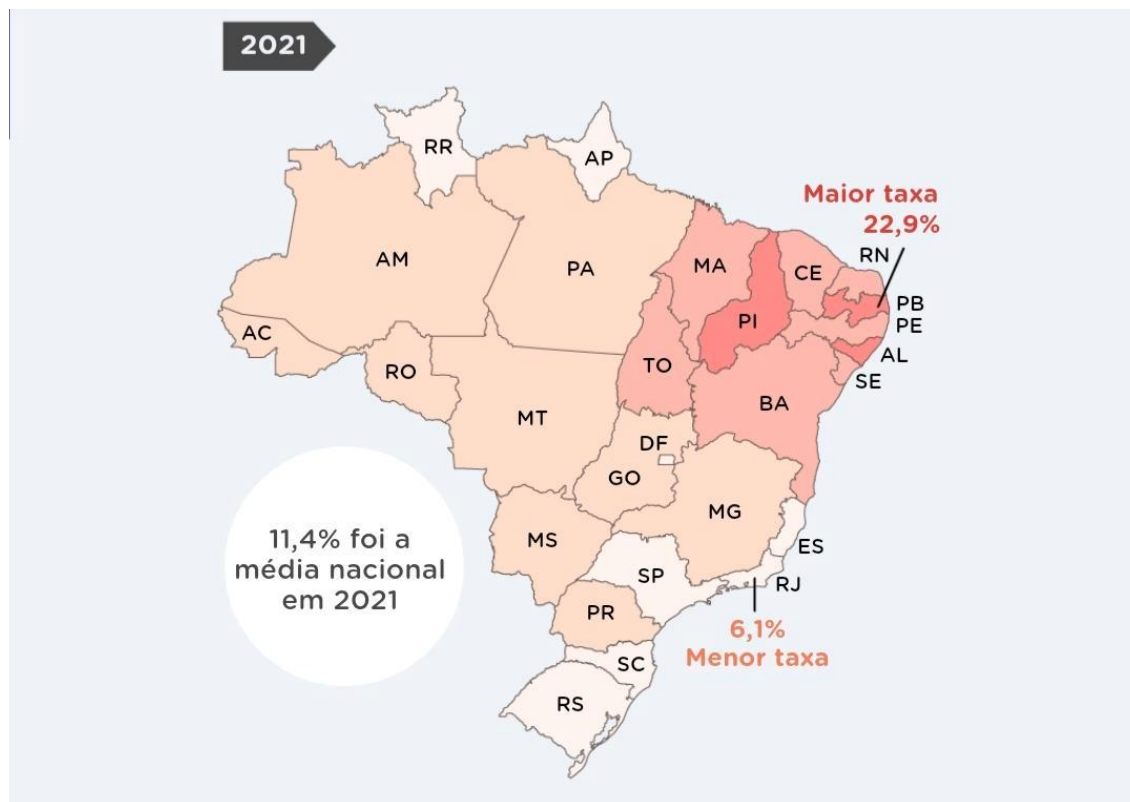 2021
RR
AP
Maior taxa
22,9%
RN
AM
PA
MA
CE
PB
PI
PE
AC
AL
TO
RO
SE
BA
MT
DF
GO
MG
11,4% foi a
média nacional
em 2021
MS
ES
SP
RJ
PR
6,1%
Menor taxa
SC
RS